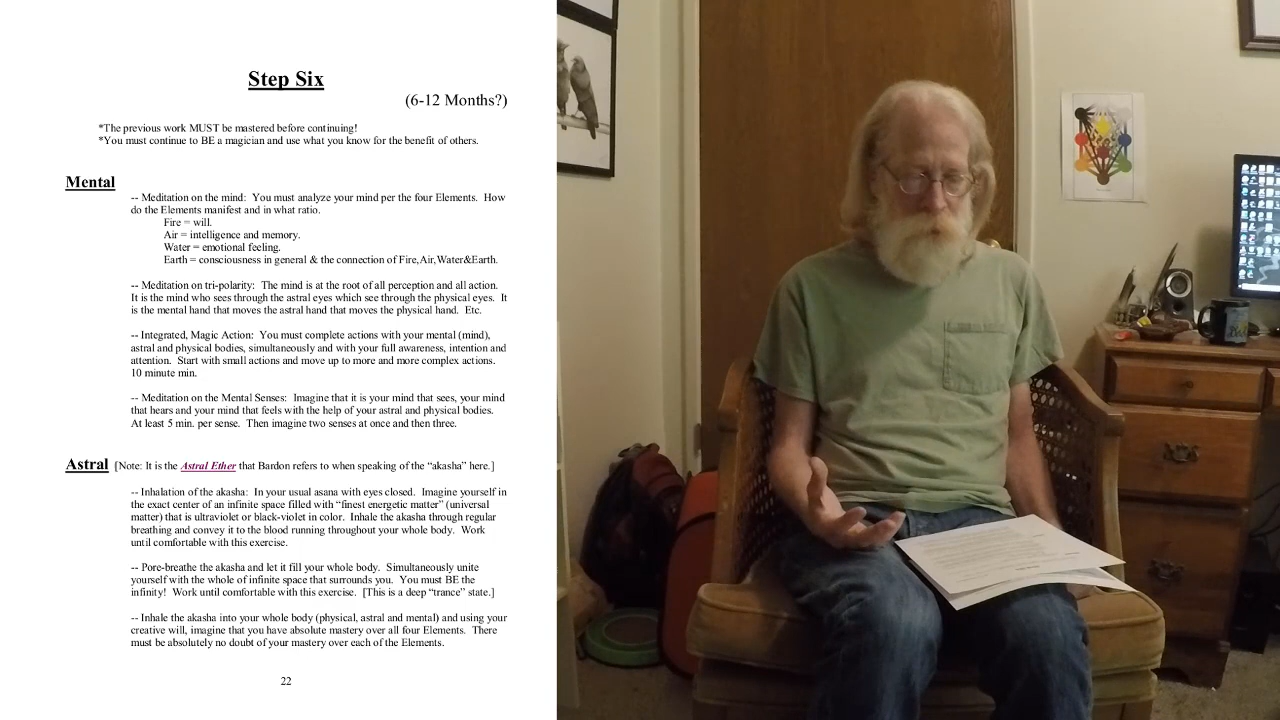 Step Six
(6-12 Months?)
*The previous work MUST be mastered before continuing!
*You must continue to BE a magician and use what you know for the benefit of others.
Mental
-- Meditation on the mind: You must analyze your mind per the four Elements. How
do the Elements manifest and in what ratio.
Fire = will.
Air = intelligence and memory.
Water = emotional feeling.
Earth = consciousness in general & the connection of Fire,Air,Water&Earth.
-- Meditation on tri-polarity: The mind is at the root of all perception and all action.
It is the mind who sees through the astral eyes which see through the physical eyes. It
is the mental hand that moves the astral hand that moves the physical hand. Etc.
-- Integrated, Magic Action: You must complete actions with your mental (mind),
astral and physical bodies, simultaneously and with your full awareness, intention and
attention. Start with small actions and move up to more and more complex actions.
10 minute min.
-- Meditation on the Mental Senses: Imagine that it is your mind that sees, your mind
that hears and your mind that feels with the help of your astral and physical bodies.
At least 5 min. per sense. Then imagine two senses at once and then three.
Astral [Note: It is the Astral Ether that Bardon refers to when speaking of the “akasha” here.]
-- Inhalation of the akasha: In your usual asana with eyes closed. Imagine yourself in
the exact center of an infinite space filled with “finest energetic matter” (universal
matter) that is ultraviolet or black-violet in color. Inhale the akasha through regular
breathing and convey it to the blood running throughout your whole body. Work
until comfortable with this exercise.
-- Pore-breathe the akasha and let it fill your whole body. Simultaneously unite
yourself with the whole of infinite space that surrounds you. You must BE the
infinity! Work until comfortable with this exercise. [This is a deep “trance” state.]
-- Inhale the akasha into your whole body (physical, astral and mental) and using your
creative will, imagine that you have absolute mastery over all four Elements. There
must be absolutely no doubt of your mastery over each of the Elements.
22